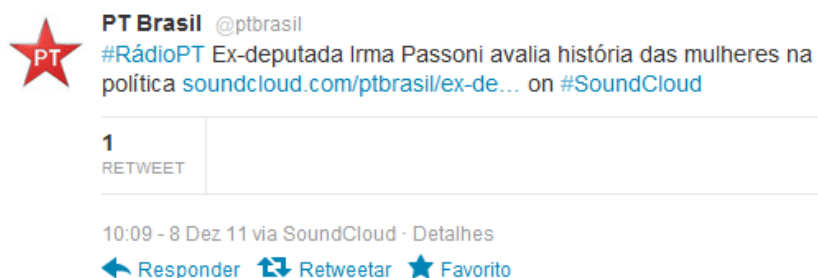 PT Brasil @ptbrasil
PT
#RádioPT Ex-deputada Irma Passoni avalia história das mulheres na
política soundcloud.com/ptbrasil/ex-de... on #SoundCloud
1
RETWEET
10:09 - 8 Dez 11 via SoundCloud · Detalhes
Responder Retweetar Favorito